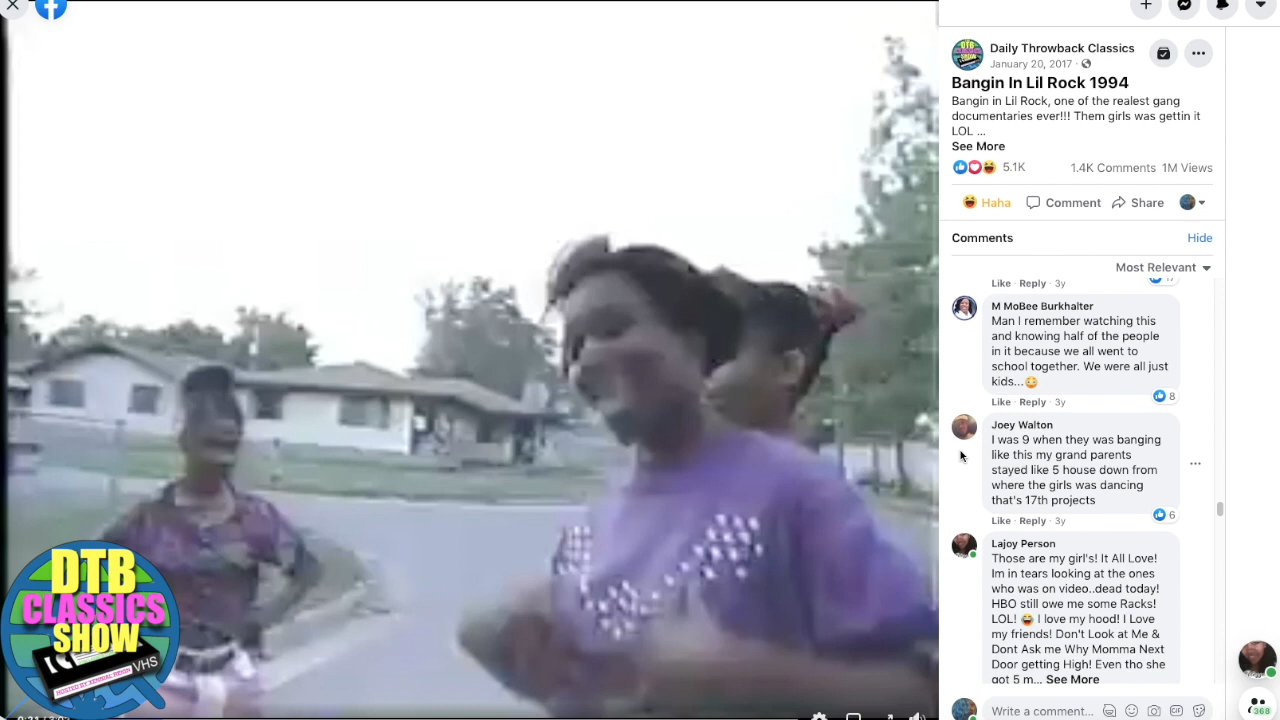 DTB
CLASSICS
SHOW
VHS
0:31 / 3:02
Daily Throwback Classics
January 20, 2017 ·
Bangin In Lil Rock 1994
Bangin in Lil Rock, one of the realest gang
documentaries ever!!! Them girls was gettin it
LOL ...
See More
5.1K 1.4K Comments 1M Views
Haha Comment Share
Comments Hide
Most Relevant
Like · Reply · 3y 17
M MoBee Burkhalter
Man I remember watching this
and knowing half of the people
in it because we all went to
school together. We were all just
kids...😳
8
Like · Reply · 3y
Joey Walton
I was 9 when they was banging
like this my grand parents
stayed like 5 house down from
where the girls was dancing
that's 17th projects
6
Like · Reply · 3y
Lajoy Person
Those are my girl's! It All Love!
Im in tears looking at the ones
who was on video..dead today!
HBO still owe me some Racks!
LOL! 😂 I love my hood! I Love
my friends! Don't Look at Me &
Dont Ask me Why Momma Next
Door getting High! Even tho she
got 5 m... See More
Write a comment...
GIF
368